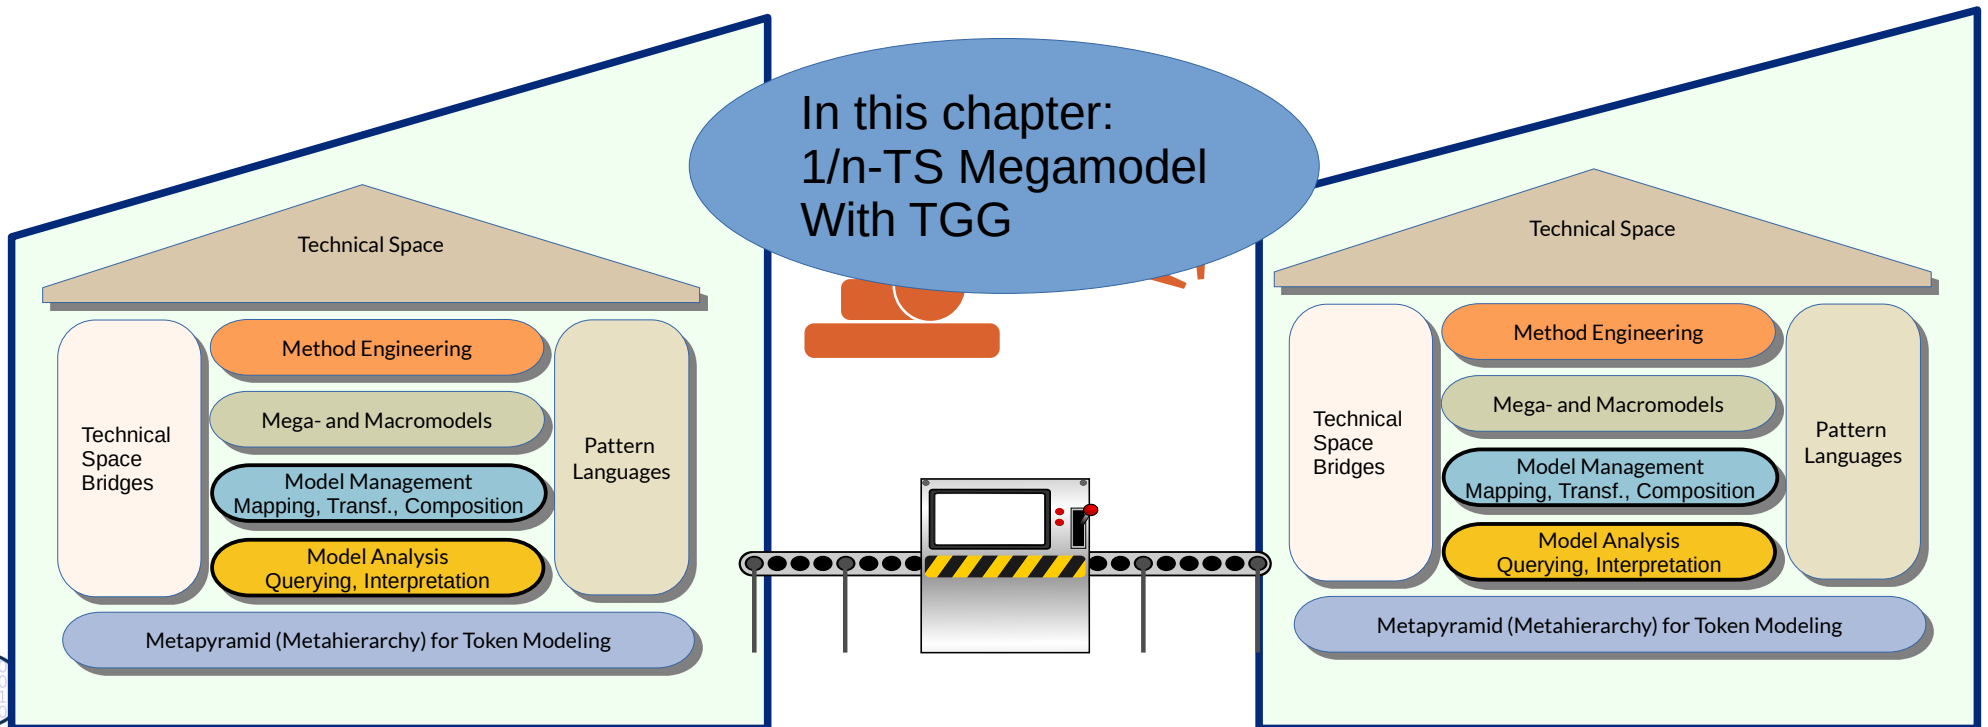 In this chapter:
1/n-TS Megamodel
With TGG
Technical Space
Method Engineering
Mega- and Macromodels
Technical
Space
Bridges
Pattern
Languages
Model Management
Mapping, Transf., Composition
Model Analysis
Querying, Interpretation
Metapyramid (Metahierarchy) for Token Modeling
Technical Space
Method Engineering
Mega- and Macromodels
Technical
Space
Bridges
Pattern
Languages
Model Management
Mapping, Transf., Composition
Model Analysis
Querying, Interpretation
Metapyramid (Metahierarchy) for Token Modeling